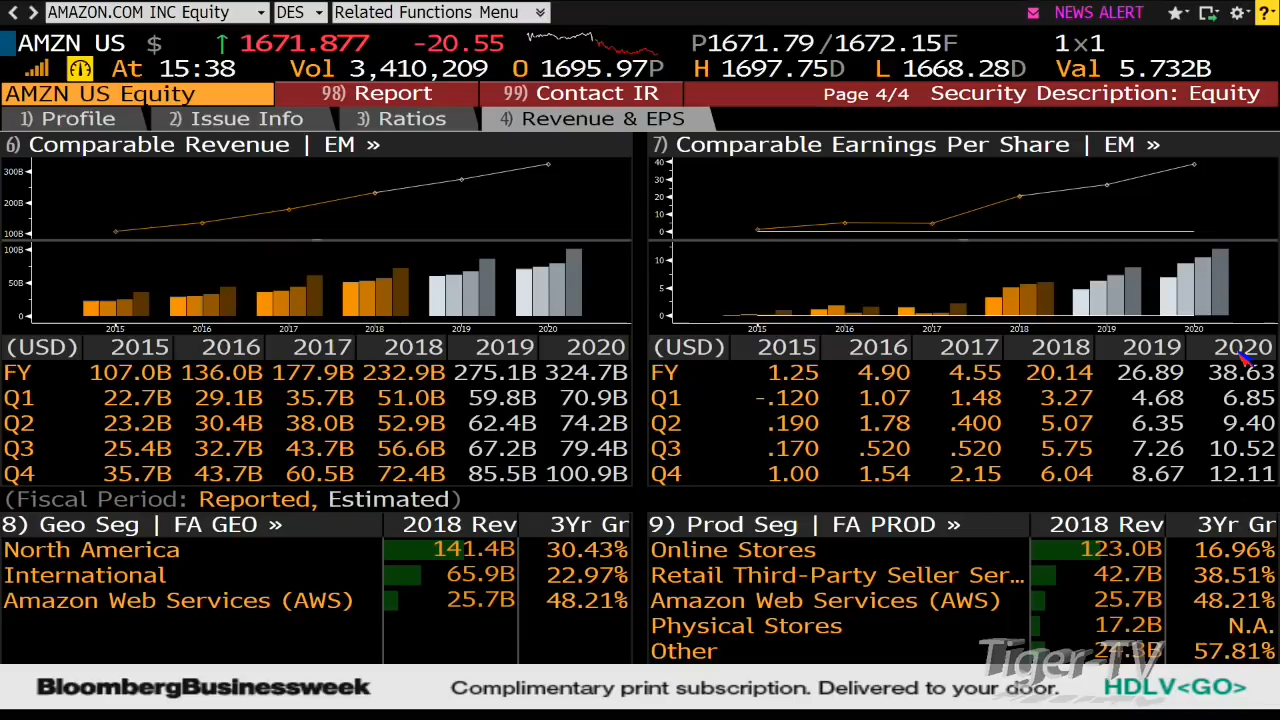 AMAZON.COM INC Equity DES Related Functions Menu NEWS ALERT ?
AMZN US $ ↑ 1671.877 -20.55 P1671.79/1672.15F 1x1
At 15:38 Vol 3,410,209 O 1695.97P H 1697.75D L 1668.28D Val 5.732B
AMZN US Equity 98) Report 99) Contact IR Page 4/4 Security Description: Equity
1) Profile 2) Issue Info 3) Ratios 4) Revenue & EPS
6) Comparable Revenue | EM »
300B
200B
100B
100B
50B
0
2015 2016 2017 2018 2019 2020
(USD) 2015 2016 2017 2018 2019 2020
FY 107.0B 136.0B 177.9B 232.9B 275.1B 324.7B
Q1 22.7B 29.1B 35.7B 51.0B 59.8B 70.9B
Q2 23.2B 30.4B 38.0B 52.9B 62.4B 74.2B
Q3 25.4B 32.7B 43.7B 56.6B 67.2B 79.4B
Q4 35.7B 43.7B 60.5B 72.4B 85.5B 100.9B
7) Comparable Earnings Per Share | EM »
40
30
20
10
0
10
5
0
2015 2016 2017 2018 2019 2020
(USD) 2015 2016 2017 2018 2019 2020
FY 1.25 4.90 4.55 20.14 26.89 38.63
Q1 -.120 1.07 1.48 3.27 4.68 6.85
Q2 .190 1.78 .400 5.07 6.35 9.40
Q3 .170 .520 .520 5.75 7.26 10.52
Q4 1.00 1.54 2.15 6.04 8.67 12.11
(Fiscal Period: Reported, Estimated)
8) Geo Seg | FA GEO » 2018 Rev 3Yr Gr
North America 141.4B 30.43%
International 65.9B 22.97%
Amazon Web Services (AWS) 25.7B 48.21%
9) Prod Seg | FA PROD » 2018 Rev 3Yr Gr
Online Stores 123.0B 16.96%
Retail Third-Party Seller Ser... 42.7B 38.51%
Amazon Web Services (AWS) 25.7B 48.21%
Physical Stores 17.2B N.A.
Other 24.3B 57.81%
Tiger-TV
BloombergBusinessweek Complimentary print subscription. Delivered to your door. HDLV<GO>